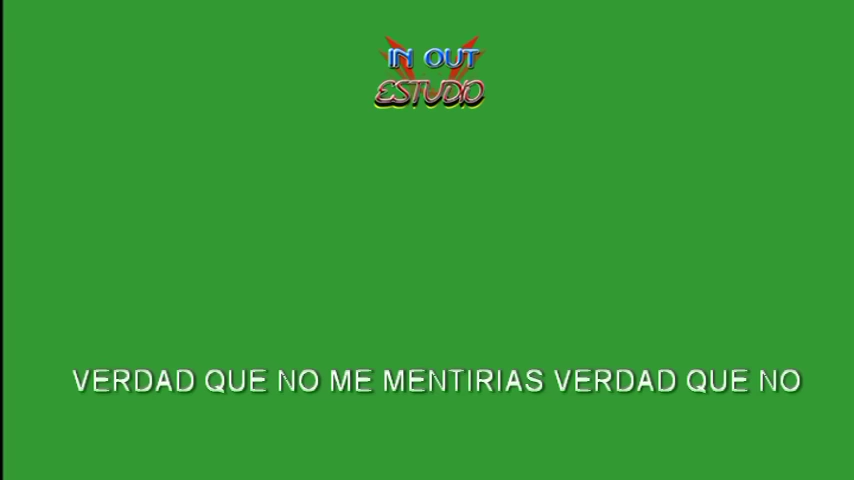 IN OUT
ESTUDIO
VERDAD QUE NO ME MENTIRIAS VERDAD QUE NO